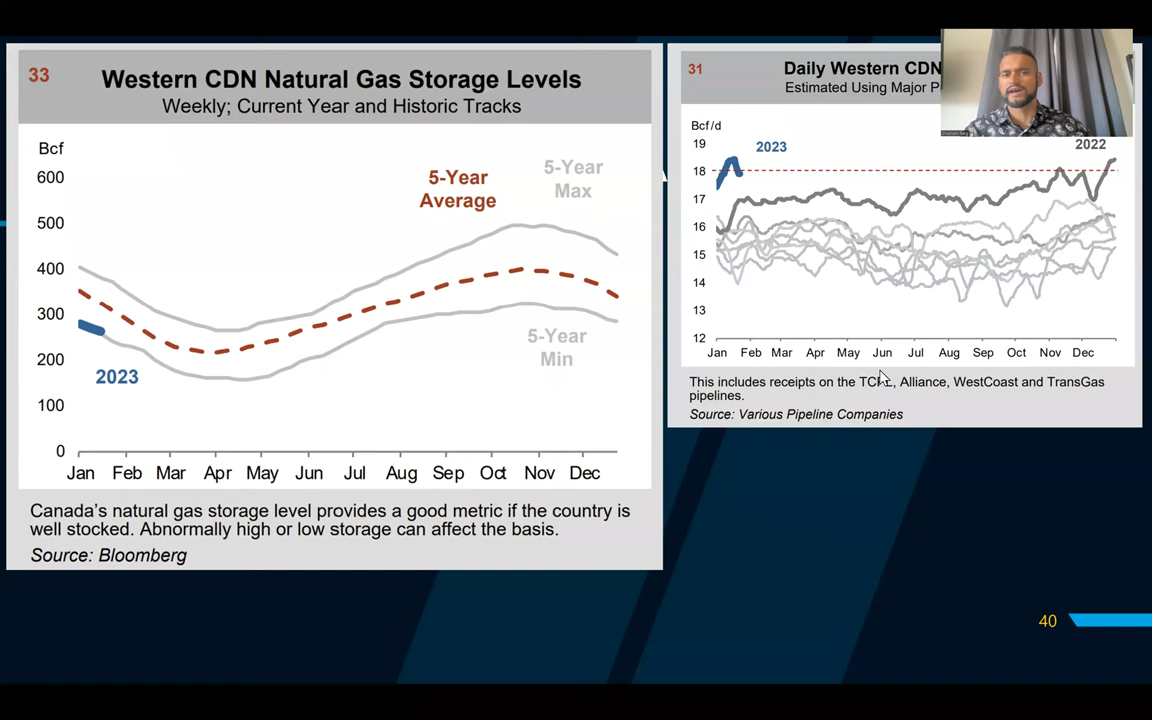 33
Western CDN Natural Gas Storage Levels
Weekly; Current Year and Historic Tracks
Bcf
600
500
400
300
200
100
0
5-Year
Average
5-Year
Max
5-Year
Min
2023
Jan Feb Mar Apr May Jun Jul Aug Sep Oct Nov Dec
Canada's natural gas storage level provides a good metric if the country is
well stocked. Abnormally high or low storage can affect the basis.
Source: Bloomberg
31
Daily Western CDN
Estimated Using Major
Bcf/d
19
18
17
16
15
14
13
12
2023
2022
Jan Feb Mar Apr May Jun Jul Aug Sep Oct Nov Dec
This includes receipts on the Alliance, WestCoast and TransGas
pipelines.
Source: Various Pipeline Companies
40